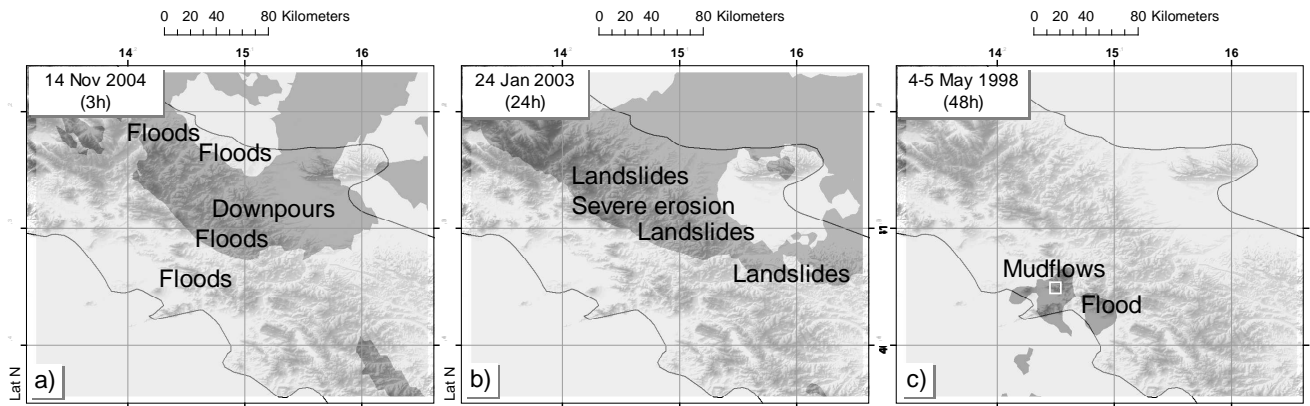 0 20 40 80 Kilometers
14 15 16
14 Nov 2004
(3h)
Floods
Floods
Downpours
Floods
Floods
Lat N
a)
0 20 40 80 Kilometers
14 15 16
24 Jan 2003
(24h)
Landslides
Severe erosion
Landslides
Landslides
Lat N
b)
0 20 40 80 Kilometers
14 15 16
4-5 May 1998
(48h)
Mudflows
Flood
c)